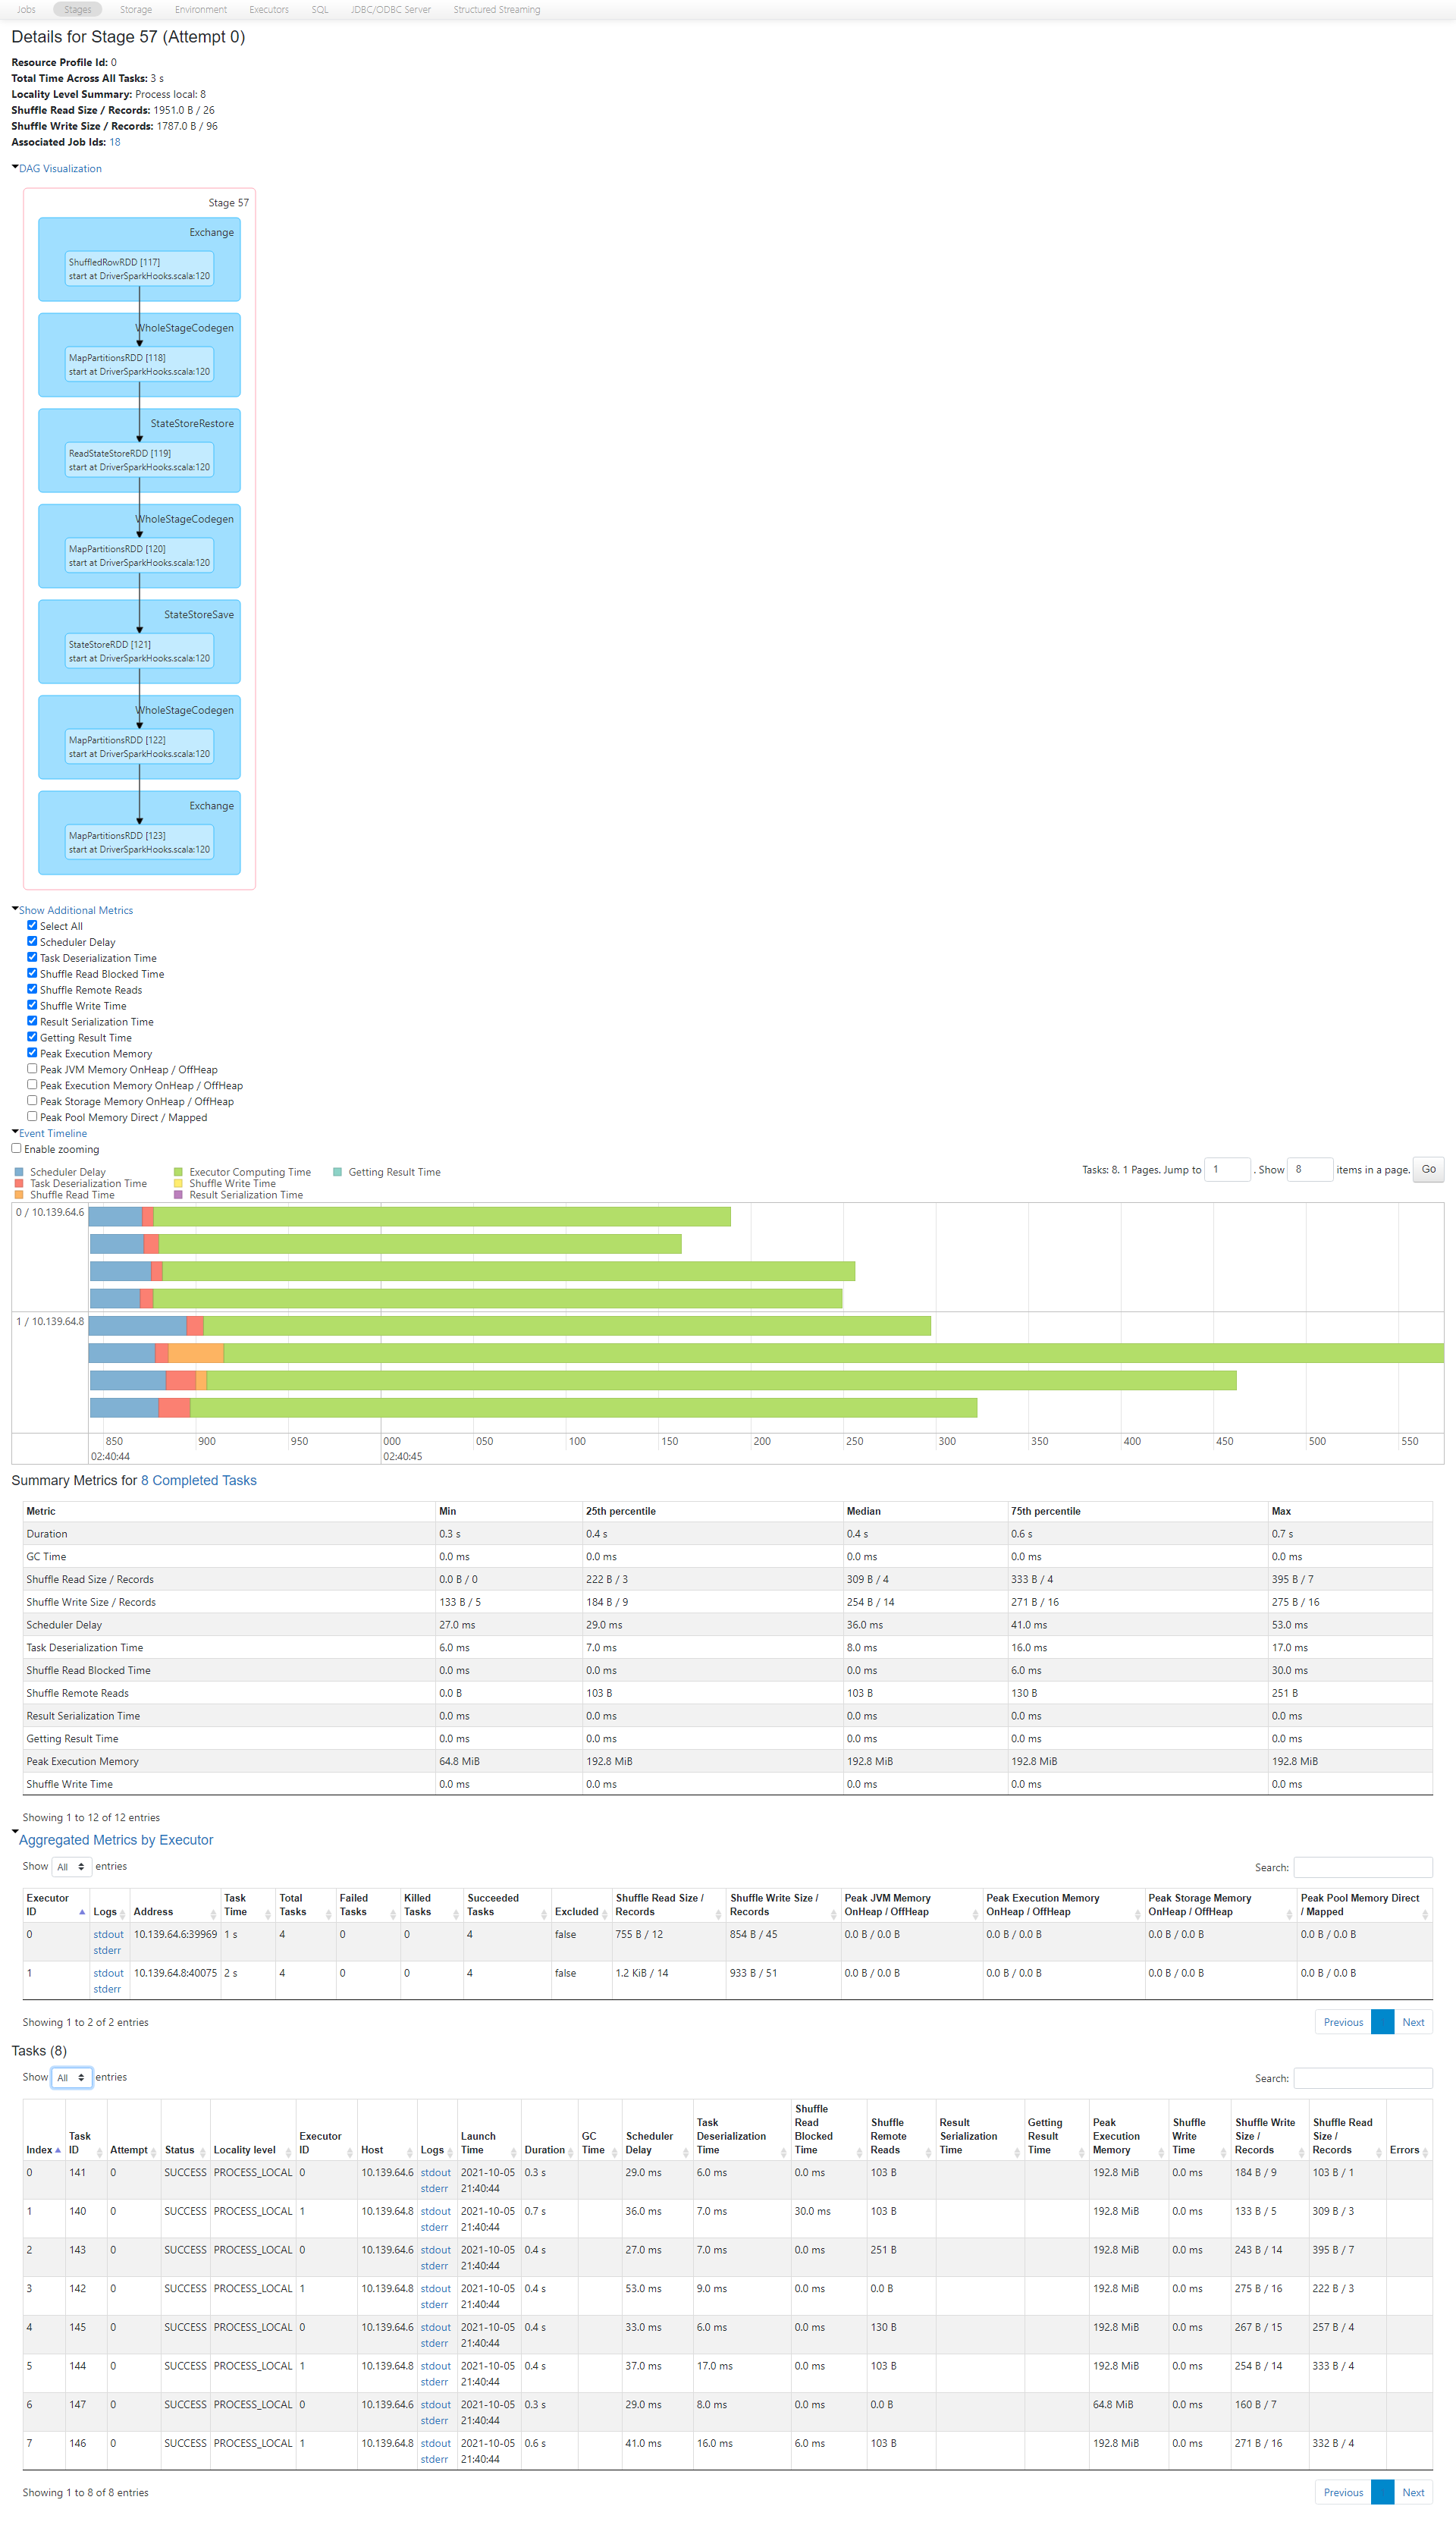 Jobs Stages Storage Environment Executors SQL JDBC/ODBC Server Structured Streaming
Details for Stage 57 (Attempt 0)
Resource Profile Id: 0
Total Time Across All Tasks: 3 s
Locality Level Summary: Process local: 8
Shuffle Read Size / Records: 1951.0 B / 26
Shuffle Write Size / Records: 1787.0 B / 96
Associated Job Ids: 18
DAG Visualization
Stage 57
Exchange
ShuffledRowRDD [117]
start at DriverSparkHooks.scala:120
WholeStageCodegen
MapPartitionsRDD [118]
start at DriverSparkHooks.scala:120
StateStoreRestore
ReadStateStoreRDD [119]
start at DriverSparkHooks.scala:120
WholeStageCodegen
MapPartitionsRDD [120]
start at DriverSparkHooks.scala:120
StateStoreSave
StateStoreRDD [121]
start at DriverSparkHooks.scala:120
WholeStageCodegen
MapPartitionsRDD [122]
start at DriverSparkHooks.scala:120
Exchange
MapPartitionsRDD [123]
start at DriverSparkHooks.scala:120
Show Additional Metrics
Select All
Scheduler Delay
Task Deserialization Time
Shuffle Read Blocked Time
Shuffle Remote Reads
Shuffle Write Time
Result Serialization Time
Getting Result Time
Peak Execution Memory
Peak JVM Memory OnHeap / OffHeap
Peak Execution Memory OnHeap / OffHeap
Peak Storage Memory OnHeap / OffHeap
Peak Pool Memory Direct / Mapped
Event Timeline
Enable zooming
Scheduler Delay Executor Computing Time Getting Result Time Tasks: 8. 1 Pages. Jump to 1 . Show 8 items in a page. Go
Task Deserialization Time Shuffle Write Time
Shuffle Read Time Result Serialization Time
0 / 10.139.64.6
1 / 10.139.64.8
850 900 950 000 050 100 150 200 250 300 350 400 450 500 550
02:40:44 02:40:45
Summary Metrics for 8 Completed Tasks
Metric Min 25th percentile Median 75th percentile Max
Duration 0.3 s 0.4 s 0.4 s 0.6 s 0.7 s
GC Time 0.0 ms 0.0 ms 0.0 ms 0.0 ms 0.0 ms
Shuffle Read Size / Records 0.0 B / 0 222 B / 3 309 B / 4 333 B / 4 395 B / 7
Shuffle Write Size / Records 133 B / 5 184 B / 9 254 B / 14 271 B / 16 275 B / 16
Scheduler Delay 27.0 ms 29.0 ms 36.0 ms 41.0 ms 53.0 ms
Task Deserialization Time 6.0 ms 7.0 ms 8.0 ms 16.0 ms 17.0 ms
Shuffle Read Blocked Time 0.0 ms 0.0 ms 0.0 ms 6.0 ms 30.0 ms
Shuffle Remote Reads 0.0 B 103 B 103 B 130 B 251 B
Result Serialization Time 0.0 ms 0.0 ms 0.0 ms 0.0 ms 0.0 ms
Getting Result Time 0.0 ms 0.0 ms 0.0 ms 0.0 ms 0.0 ms
Peak Execution Memory 64.8 MiB 192.8 MiB 192.8 MiB 192.8 MiB 192.8 MiB
Shuffle Write Time 0.0 ms 0.0 ms 0.0 ms 0.0 ms 0.0 ms
Showing 1 to 12 of 12 entries
Aggregated Metrics by Executor
Show All entries Search:
Executor Task Total Failed Killed Succeeded Shuffle Read Size / Shuffle Write Size / Peak JVM Memory Peak Execution Memory Peak Storage Memory Peak Pool Memory Direct
ID Logs Address Time Tasks Tasks Tasks Tasks Excluded Records Records OnHeap / OffHeap OnHeap / OffHeap OnHeap / OffHeap / Mapped
0 stdout 10.139.64.6:39969 1 s 4 0 0 4 false 755 B / 12 854 B / 45 0.0 B / 0.0 B 0.0 B / 0.0 B 0.0 B / 0.0 B 0.0 B / 0.0 B
stderr
1 stdout 10.139.64.8:40075 2 s 4 0 0 4 false 1.2 KiB / 14 933 B / 51 0.0 B / 0.0 B 0.0 B / 0.0 B 0.0 B / 0.0 B 0.0 B / 0.0 B
stderr
Showing 1 to 2 of 2 entries Previous Next
Tasks (8)
Show All entries Search:
Shuffle
Task Executor Launch GC Scheduler Task Read Shuffle Result Getting Peak Shuffle Shuffle Write Shuffle Read
Index ID Attempt Status Locality level ID Host Logs Time Duration Time Delay Deserialization Time Blocked Time Remote Reads Serialization Time Result Time Execution Memory Write Time Size / Records Size / Records Errors
0 141 0 SUCCESS PROCESS_LOCAL 0 10.139.64.6 stdout 2021-10-05 0.3 s 29.0 ms 6.0 ms 0.0 ms 103 B 192.8 MiB 0.0 ms 184 B / 9 103 B / 1
stderr 21:40:44
1 140 0 SUCCESS PROCESS_LOCAL 1 10.139.64.8 stdout 2021-10-05 0.7 s 36.0 ms 7.0 ms 30.0 ms 103 B 192.8 MiB 0.0 ms 133 B / 5 309 B / 3
stderr 21:40:44
2 143 0 SUCCESS PROCESS_LOCAL 0 10.139.64.6 stdout 2021-10-05 0.4 s 27.0 ms 7.0 ms 0.0 ms 251 B 192.8 MiB 0.0 ms 243 B / 14 395 B / 7
stderr 21:40:44
3 142 0 SUCCESS PROCESS_LOCAL 1 10.139.64.8 stdout 2021-10-05 0.4 s 53.0 ms 9.0 ms 0.0 ms 0.0 B 192.8 MiB 0.0 ms 275 B / 16 222 B / 3
stderr 21:40:44
4 145 0 SUCCESS PROCESS_LOCAL 0 10.139.64.6 stdout 2021-10-05 0.4 s 33.0 ms 6.0 ms 0.0 ms 130 B 192.8 MiB 0.0 ms 267 B / 15 257 B / 4
stderr 21:40:44
5 144 0 SUCCESS PROCESS_LOCAL 1 10.139.64.8 stdout 2021-10-05 0.4 s 37.0 ms 17.0 ms 0.0 ms 103 B 192.8 MiB 0.0 ms 254 B / 14 333 B / 4
stderr 21:40:44
6 147 0 SUCCESS PROCESS_LOCAL 0 10.139.64.6 stdout 2021-10-05 0.3 s 29.0 ms 8.0 ms 0.0 ms 0.0 B 64.8 MiB 0.0 ms 160 B / 7
stderr 21:40:44
7 146 0 SUCCESS PROCESS_LOCAL 1 10.139.64.8 stdout 2021-10-05 0.6 s 41.0 ms 16.0 ms 6.0 ms 103 B 192.8 MiB 0.0 ms 271 B / 16 332 B / 4
stderr 21:40:44
Showing 1 to 8 of 8 entries Previous Next